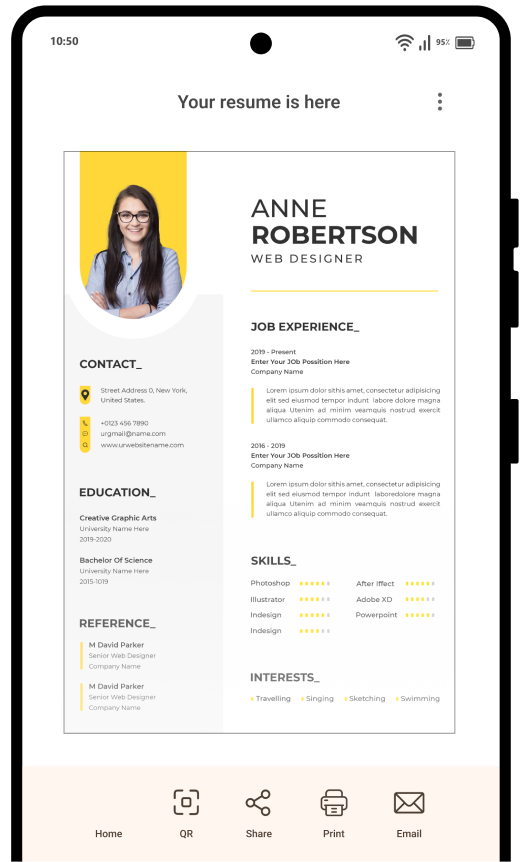 10:50
95%
Your resume is here
ANNE
ROBERTSON
WEB DESIGNER
CONTACT_
Street Address 0, New York,
United States.
+0123 456 7890
urgmail@name.com
www.urwebsitename.com
EDUCATION_
Creative Graphic Arts
University Name Here
2019-2020
Bachelor Of Science
University Name Here
2015-1019
REFERENCE_
M David Parker
Senior Web Designer
Company Name
M David Parker
Senior Web Designer
Company Name
JOB EXPERIENCE_
2019 - Present
Enter Your JOb Possition Here
Company Name
Lorem ipsum dolor sithis amet, consectetur adipisicing
elit sed eiusmod tempor indunt labore dolore magna
aliqua Utenim ad minim veamquis nostrud exercit
ullamco aliquip commodo consequat.
2016 - 2019
Enter Your JOb Possition Here
Company Name
Lorem ipsum dolor sithis amet, consectetur adipisicing
elit sed eiusmod tempor indunt laboredolore magna
aliqua Utenim ad minim veamquis nostrud exercit
ullamco aliquip commodo consequat.
SKILLS_
Photoshop After Iffect
Illustrator Adobe XD
Indesign Powerpoint
Indesign
INTERESTS_
Travelling Singing Sketching Swimming
Home QR Share Print Email